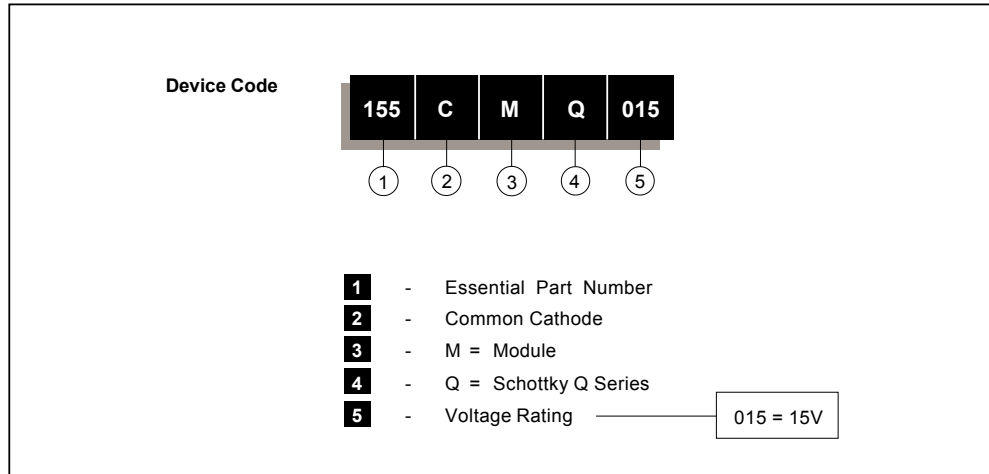 Device Code
155 C M Q 015
1 2 3 4 5
1 - Essential Part Number
2 - Common Cathode
3 - M = Module
4 - Q = Schottky Q Series
5 - Voltage Rating 015 = 15V